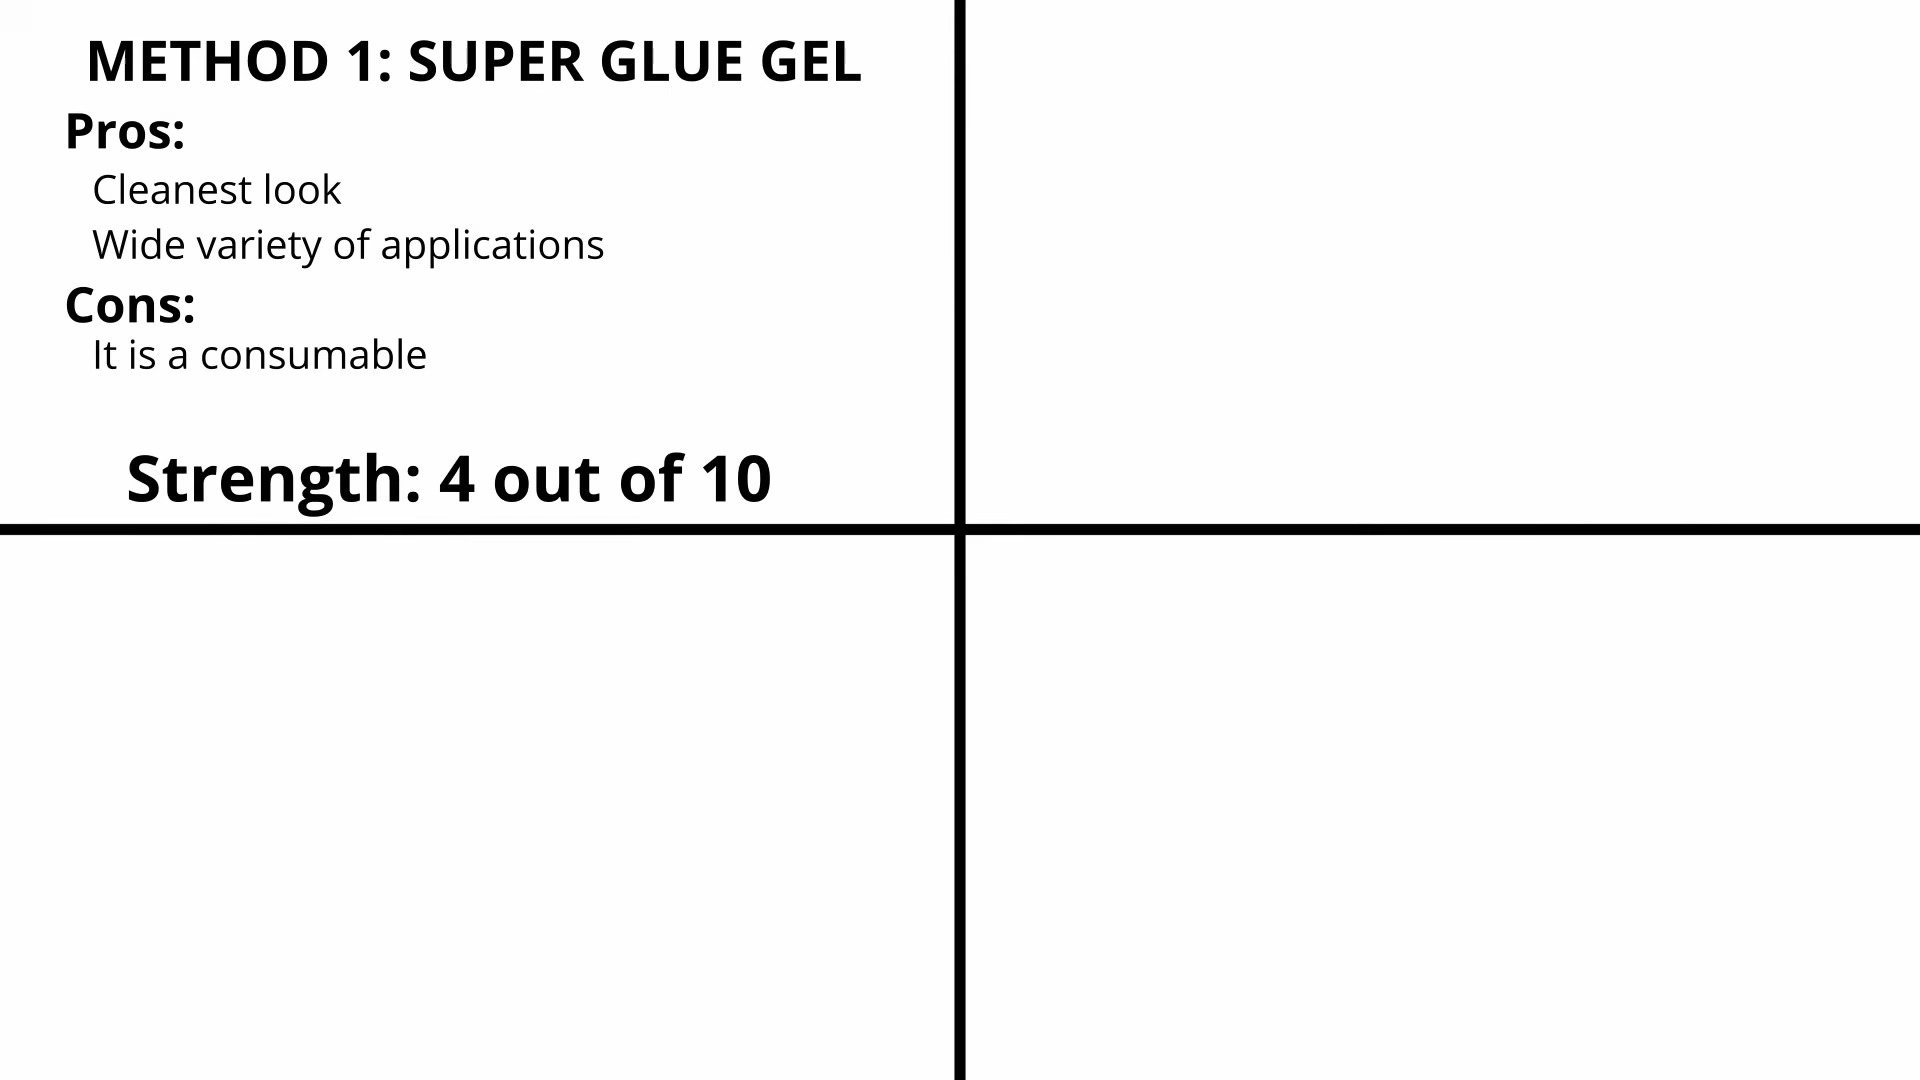 METHOD 1: SUPER GLUE GEL
Pros:
Cleanest look
Wide variety of applications
Cons:
It is a consumable
Strength: 4 out of 10